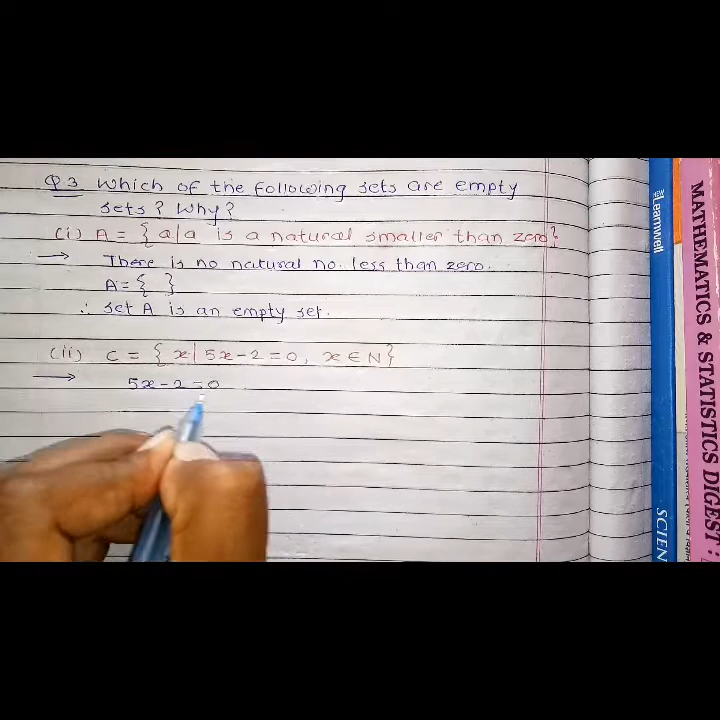 Q 3 Which of the following sets are empty
sets? Why?
(i) A = { a | a is a natural smaller than zero}
→ There is no natural no. less than zero.
A = { }
∴ set A is an empty set.
(ii) C = { x | 5x - 2 = 0, x ∈ N}
→ 5x - 2 = 0
Learnwell
SCIEN
MATHEMATICS & STATISTICS DIGEST :